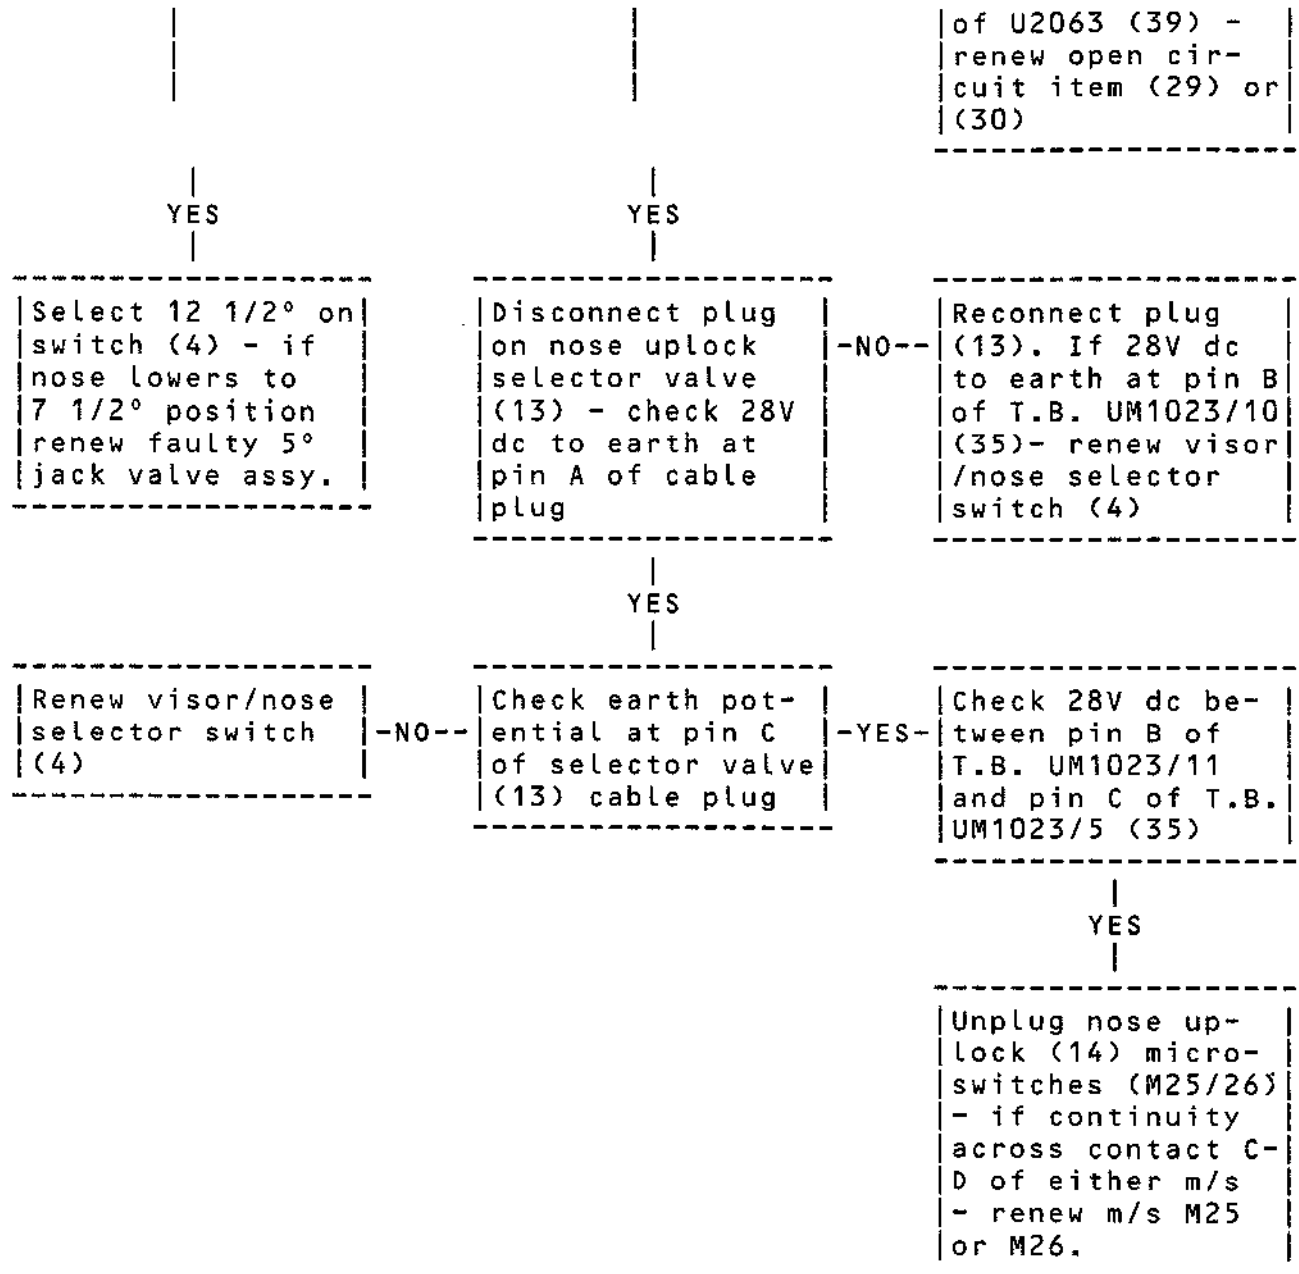 of U2063 (39) -
renew open cir-
cuit item (29) or
(30)
YES
YES
Select 12 1/2° on
switch (4) - if
nose lowers to
7 1/2° position
renew faulty 5°
jack valve assy.
Disconnect plug
on nose uplock
selector valve
(13) - check 28V
dc to earth at
pin A of cable
plug
-NO--
Reconnect plug
(13). If 28V dc
to earth at pin B
of T.B. UM1023/10
(35)- renew visor
/nose selector
switch (4)
YES
Renew visor/nose
selector switch
(4)
-NO--
Check earth pot-
ential at pin C
of selector valve
(13) cable plug
-YES-
Check 28V dc be-
tween pin B of
T.B. UM1023/11
and pin C of T.B.
UM1023/5 (35)
YES
Unplug nose up-
lock (14) micro-
switches (M25/26)
- if continuity
across contact C-
D of either m/s
- renew m/s M25
or M26.